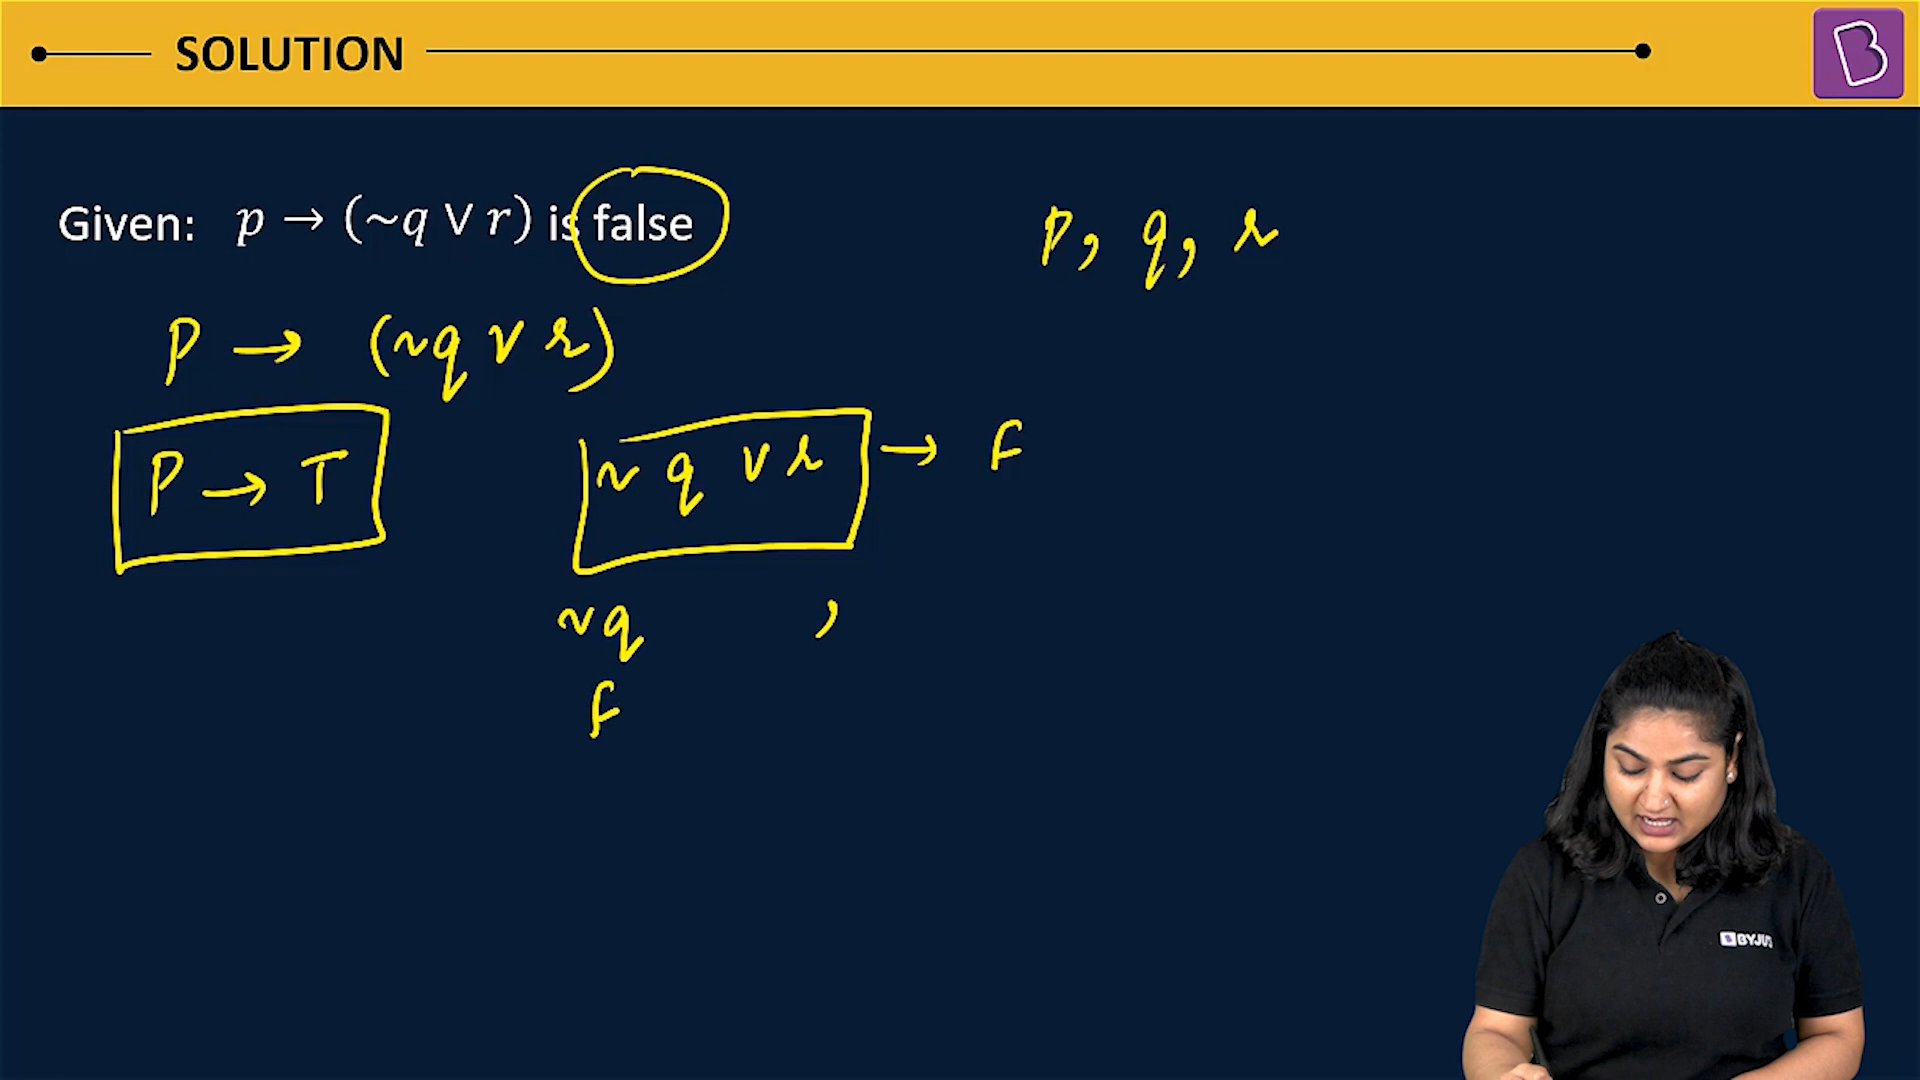 SOLUTION
Given: p → (~q ∨ r) is false
p, q, r
P → (~q ∨ r)
P → T
~ q ∨ r → F
~q ,
F
BYJU'S